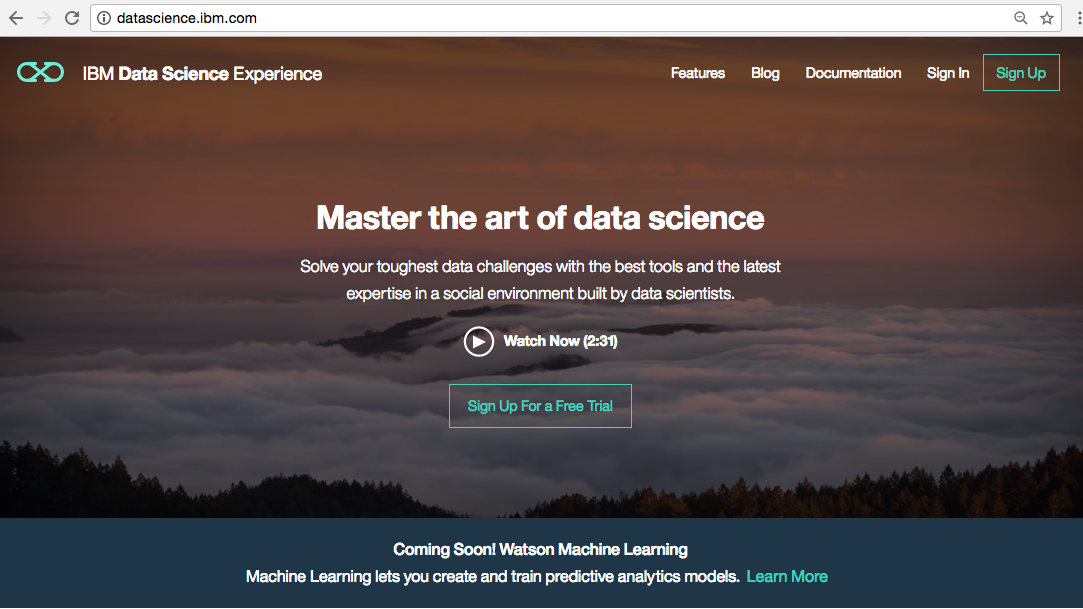 datascience.ibm.com
IBM Data Science Experience
Features
Blog
Documentation
Sign In
Sign Up
Master the art of data science
Solve your toughest data challenges with the best tools and the latest
expertise in a social environment built by data scientists.
Watch Now (2:31)
Sign Up For a Free Trial
Coming Soon! Watson Machine Learning
Machine Learning lets you create and train predictive analytics models. Learn More